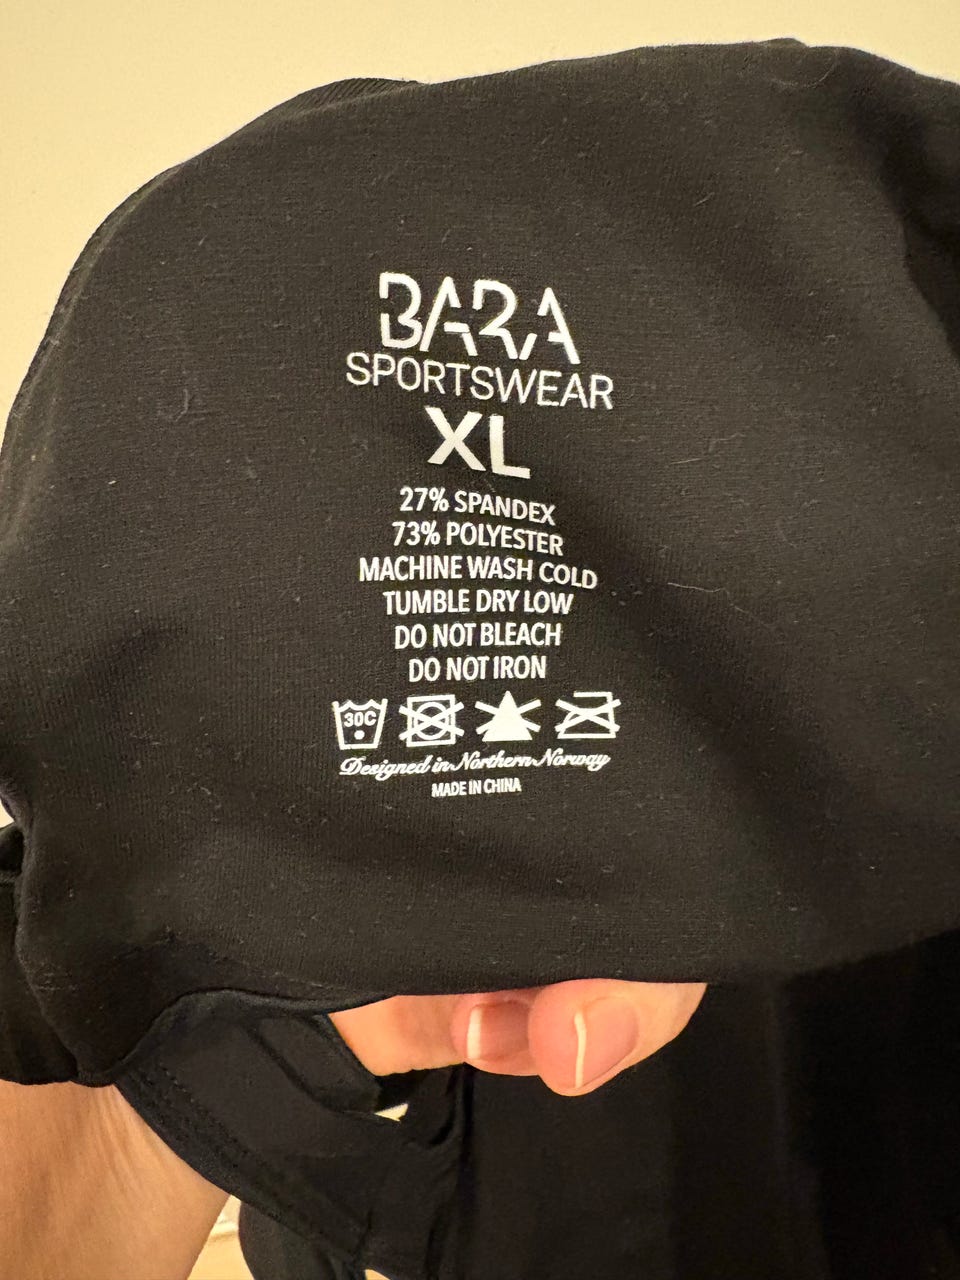 BARA
SPORTSWEAR
XL
27% SPANDEX
73% POLYESTER
MACHINE WASH COLD
TUMBLE DRY LOW
DO NOT BLEACH
DO NOT IRON
30C
Designed in Northern Norway
MADE IN CHINA